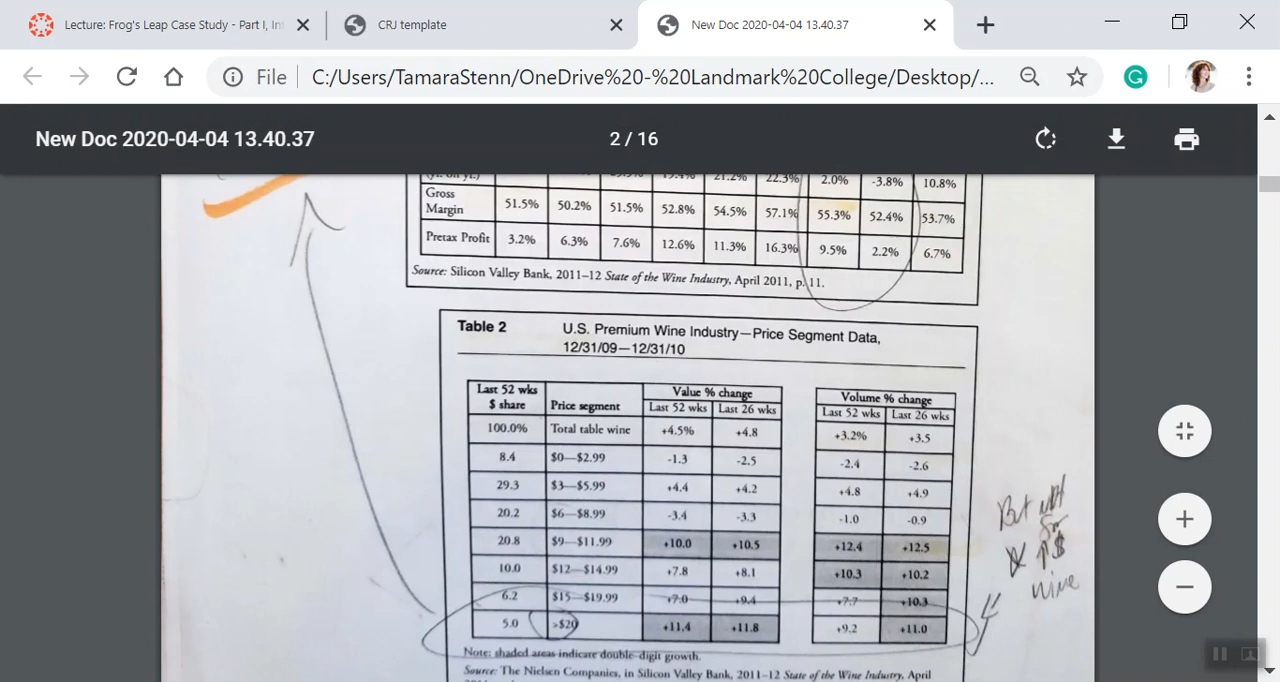 Lecture: Frog's Leap Case Study - Part I, In
CRJ template
New Doc 2020-04-04 13.40.37
File
C:/Users/TamaraStenn/OneDrive%20-%20Landmark%20College/Desktop/...
New Doc 2020-04-04 13.40.37
2 / 16
21.2% 22.3% 2.0% -3.8% 10.8%
Gross Margin 51.5% 50.2% 51.5% 52.8% 54.5% 57.1% 55.3% 52.4% 53.7%
Pretax Profit 3.2% 6.3% 7.6% 12.6% 11.3% 16.3% 9.5% 2.2% 6.7%
Source: Silicon Valley Bank, 2011–12 State of the Wine Industry, April 2011, p. 11.
Table 2 U.S. Premium Wine Industry—Price Segment Data,
12/31/09—12/31/10
Last 52 wks $ share Price segment Value % change Last 52 wks Last 26 wks Volume % change Last 52 wks Last 26 wks
100.0% Total table wine +4.5% +4.8 +3.2% +3.5
8.4 $0—$2.99 -1.3 -2.5 -2.4 -2.6
29.3 $3—$5.99 +4.4 +4.2 +4.8 +4.9
20.2 $6—$8.99 -3.4 -3.3 -1.0 -0.9
20.8 $9—$11.99 +10.0 +10.5 +12.4 +12.5
10.0 $12—$14.99 +7.8 +8.1 +10.3 +10.2
6.2 $15—$19.99 +7.0 +9.4 +7.7 +10.3
5.0 >$20 +11.4 +11.8 +9.2 +11.0
But not
for
$
wine
Note: shaded areas indicate double-digit growth.
Source: The Nielsen Companies, in Silicon Valley Bank, 2011–12 State of the Wine Industry, April